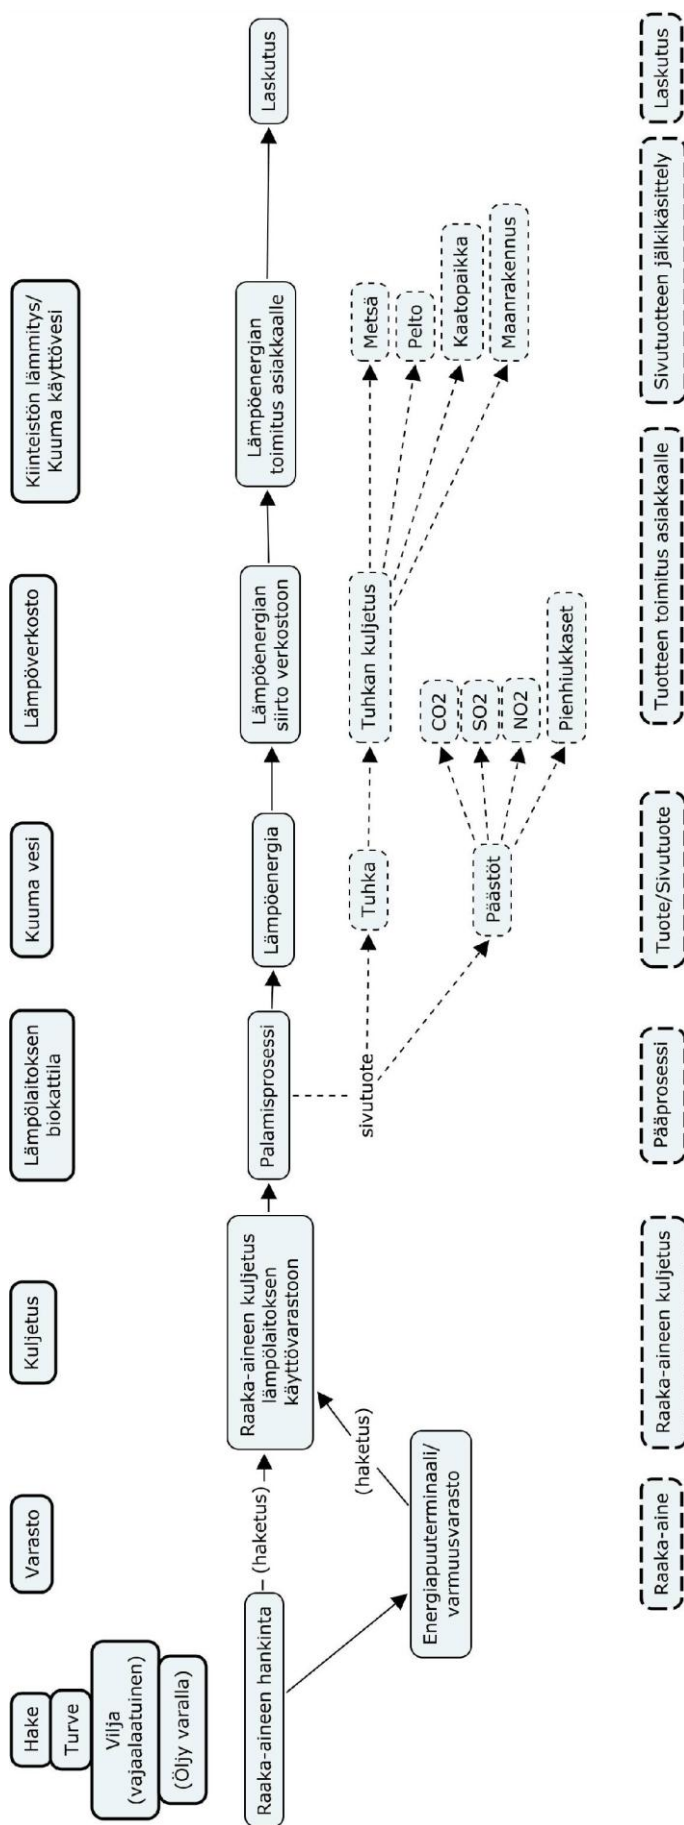 Hake
Turve
Vilja
(vajaalaatuinen)
(Öljy varalla)
Varasto
Kuljetus
Lämpölaitoksen
biokattila
Kuuma vesi
Lämpöverkosto
Kiinteistön lämmitys/
Kuuma käyttövesi
Raaka-aineen hankinta
(haketus)
Energiapuuterminaali/
varmuusvarasto
(haketus)
Raaka-aineen kuljetus
lämpölaitoksen
käyttövarastoon
Palamisprosessi
Lämpöenergia
Lämpöenergian
siirto verkostoon
Lämpöenergian
toimitus asiakkaalle
Laskutus
sivutuote
Tuhka
Tuhkan kuljetus
Metsä
Pelto
Kaatopaikka
Maanrakennus
Päästöt
CO2
SO2
NO2
Pienhiukkaset
Raaka-aine
Raaka-aineen kuljetus
Pääprosessi
Tuote/Sivutuote
Tuotteen toimitus asiakkaalle
Sivutuotteen jälkikäsittely
Laskutus